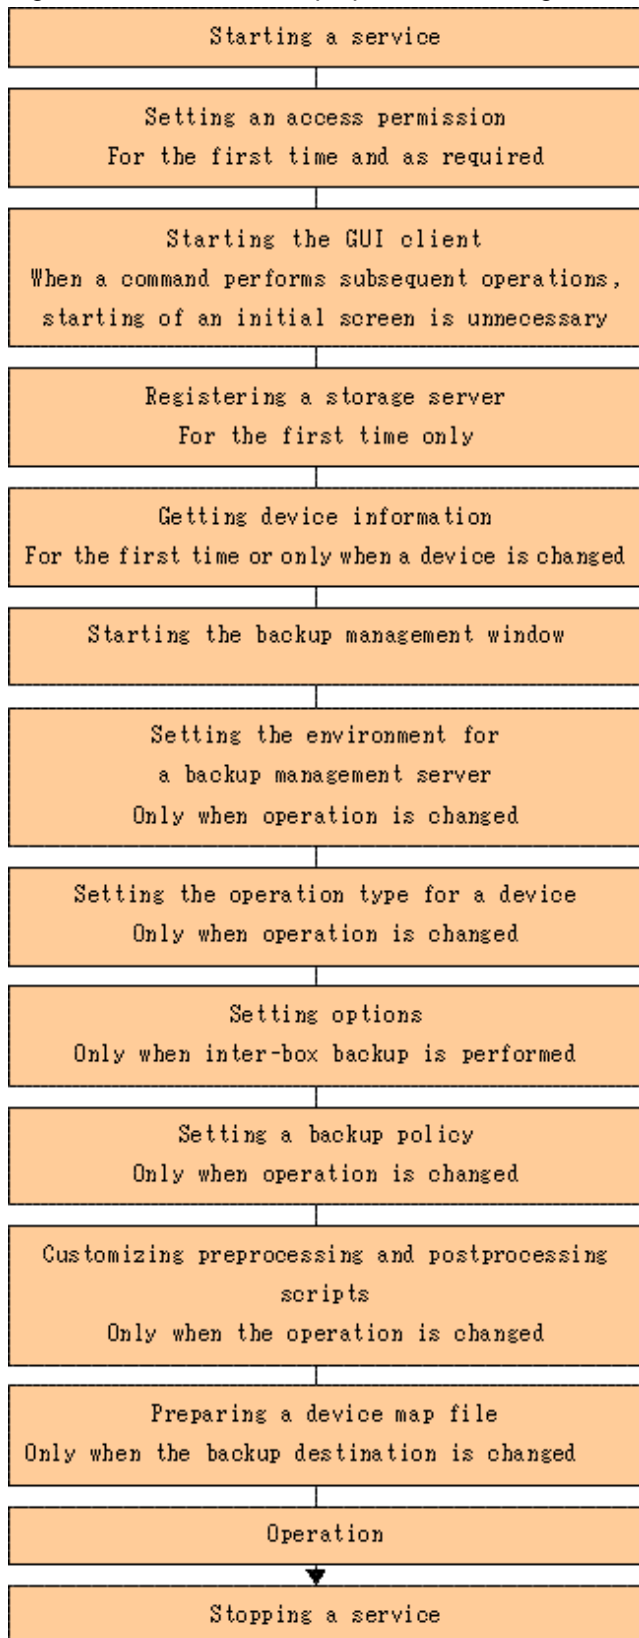 Starting a service
Setting an access permission
For the first time and as required
Starting the GUI client
When a command performs subsequent operations,
starting of an initial screen is unnecessary
Registering a storage server
For the first time only
Getting device information
For the first time or only when a device is changed
Starting the backup management window
Setting the environment for
a backup management server
Only when operation is changed
Setting the operation type for a device
Only when operation is changed
Setting options
Only when inter-box backup is performed
Setting a backup policy
Only when operation is changed
Customizing preprocessing and postprocessing
scripts
Only when the operation is changed
Preparing a device map file
Only when the backup destination is changed
Operation
Stopping a service